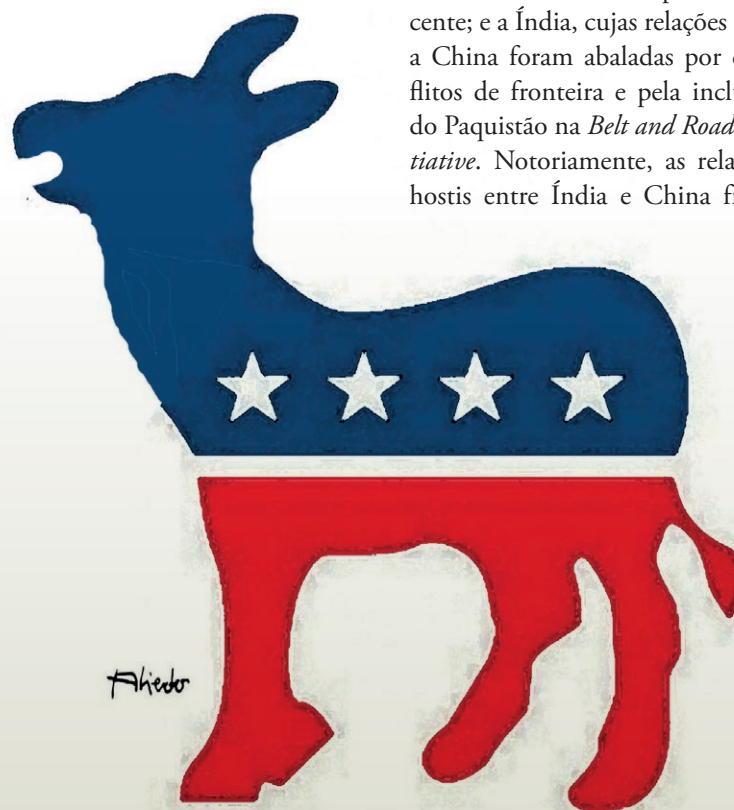 cente; e a Índia, cujas relações
a China foram abaladas por
flitos de fronteira e pela incl
do Paquistão na Belt and Road
tiative. Notoriamente, as rela
hostis entre Índia e China f